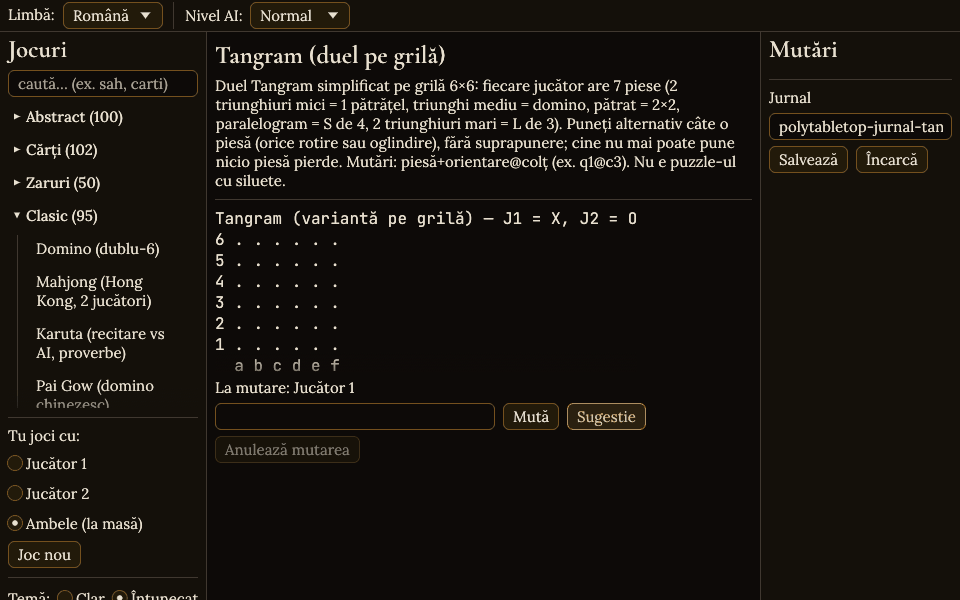 Limbă: Română ▼ Nivel AI: Normal ▼
Jocuri
caută... (ex. sah, carti)
▸ Abstract (100)
▸ Cărți (102)
▸ Zaruri (50)
▾ Clasic (95)
Domino (dublu-6)
Mahjong (Hong
Kong, 2 jucători)
Karuta (recitare vs
AI, proverbe)
Pai Gow (domino
chinezesc)
Tu joci cu:
Jucător 1
Jucător 2
Ambele (la masă)
Joc nou
Temă: Clar Întunecat
Tangram (duel pe grilă)
Duel Tangram simplificat pe grilă 6×6: fiecare jucător are 7 piese (2
triunghiuri mici = 1 pătrățel, triunghi mediu = domino, pătrat = 2×2,
paralelogram = S de 4, 2 triunghiuri mari = L de 3). Puneți alternativ câte o
piesă (orice rotire sau oglindire), fără suprapunere; cine nu mai poate pune
nicio piesă pierde. Mutări: piesă+orientare@colț (ex. q1@c3). Nu e puzzle-ul
cu siluete.
Tangram (variantă pe grilă) — J1 = X, J2 = O
6 . . . . . .
5 . . . . . .
4 . . . . . .
3 . . . . . .
2 . . . . . .
1 . . . . . .
a b c d e f
La mutare: Jucător 1
Mută Sugestie
Anulează mutarea
Mutări
Jurnal
polytabletop-jurnal-tan
Salvează Încarcă